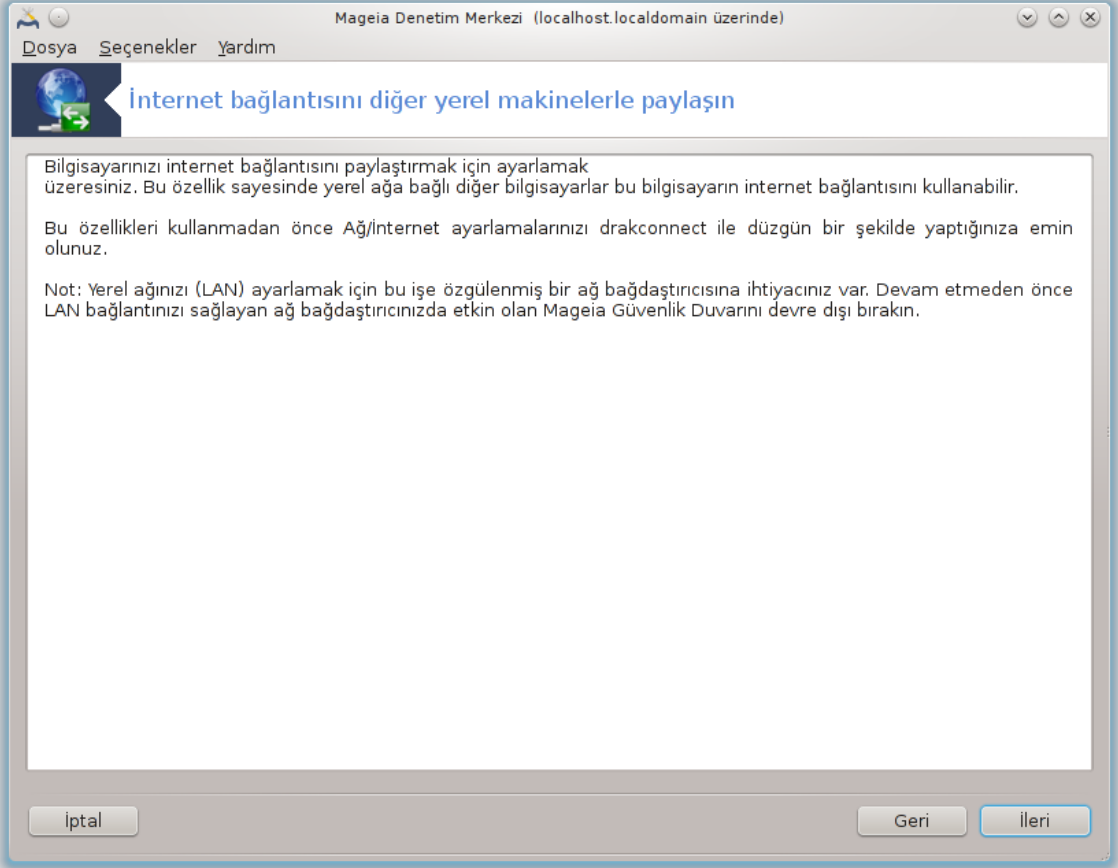 Mageia Denetim Merkezi (localhost.localdomain üzerinde)
Dosya Seçenekler Yardım
İnternet bağlantısını diğer yerel makinelerle paylaşın
Bilgisayarınızı internet bağlantısını paylaştırmak için ayarlamak
üzeresiniz. Bu özellik sayesinde yerel ağa bağlı diğer bilgisayarlar bu bilgisayarın internet bağlantısını kullanabilir.
Bu özellikleri kullanmadan önce Ağ/İnternet ayarlamalarınızı drakconnect ile düzgün bir şekilde yaptığınıza emin
olunuz.
Not: Yerel ağınızı (LAN) ayarlamak için bu işe özgülenmiş bir ağ bağdaştırıcısına ihtiyacınız var. Devam etmeden önce
LAN bağlantınızı sağlayan ağ bağdaştırıcınızda etkin olan Mageia Güvenlik Duvarını devre dışı bırakın.
İptal Geri İleri